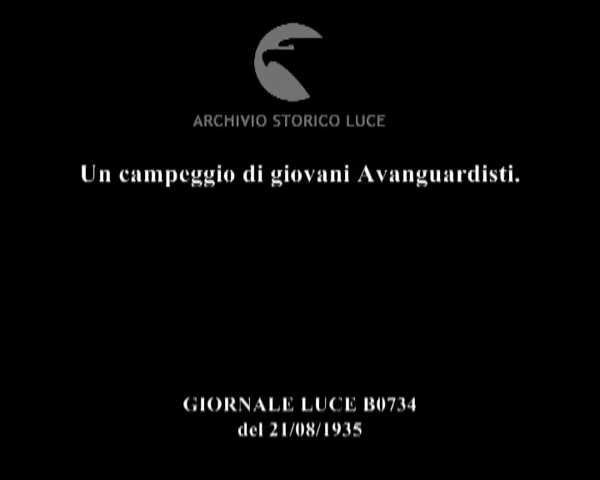 ARCHIVIO STORICO LUCE
Un campeggio di giovani Avanguardisti.
GIORNALE LUCE B0734
del 21/08/1935